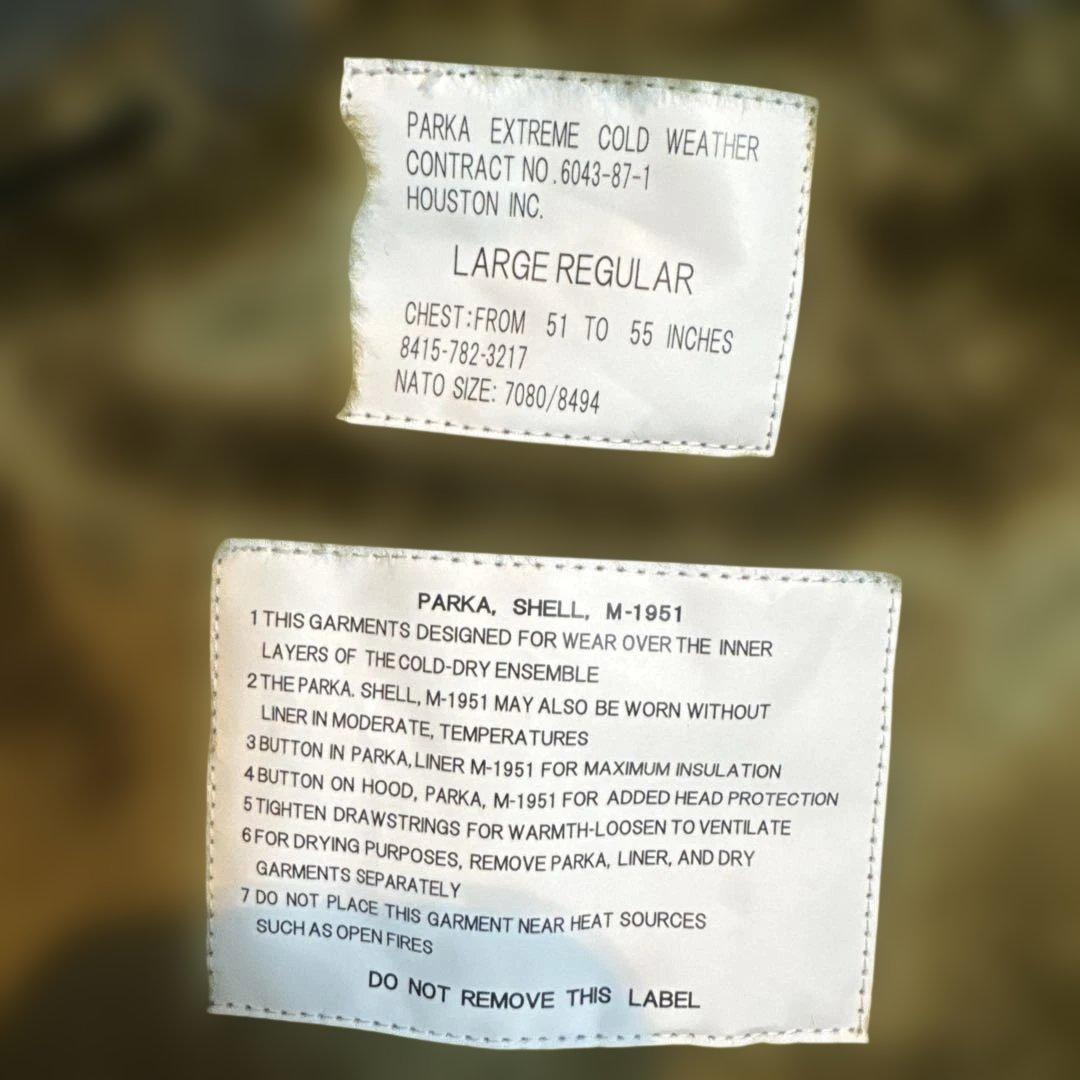 PARKA EXTREME COLD WEATHER
CONTRACT NO.6043-87-1
HOUSTON INC.
LARGE REGULAR
CHEST:FROM 51 TO 55 INCHES
8415-782-3217
NATO SIZE: 7080/8494
PARKA, SHELL, M-1951
1 THIS GARMENTS DESIGNED FOR WEAR OVER THE INNER
LAYERS OF THE COLD-DRY ENSEMBLE
2 THE PARKA. SHELL, M-1951 MAY ALSO BE WORN WITHOUT
LINER IN MODERATE, TEMPERATURES
3 BUTTON IN PARKA, LINER M-1951 FOR MAXIMUM INSULATION
4 BUTTON ON HOOD, PARKA, M-1951 FOR ADDED HEAD PROTECTION
5 TIGHTEN DRAWSTRINGS FOR WARMTH-LOOSEN TO VENTILATE
6 FOR DRYING PURPOSES, REMOVE PARKA, LINER, AND DRY
GARMENTS SEPARATELY
7 DO NOT PLACE THIS GARMENT NEAR HEAT SOURCES
SUCH AS OPEN FIRES
DO NOT REMOVE THIS LABEL